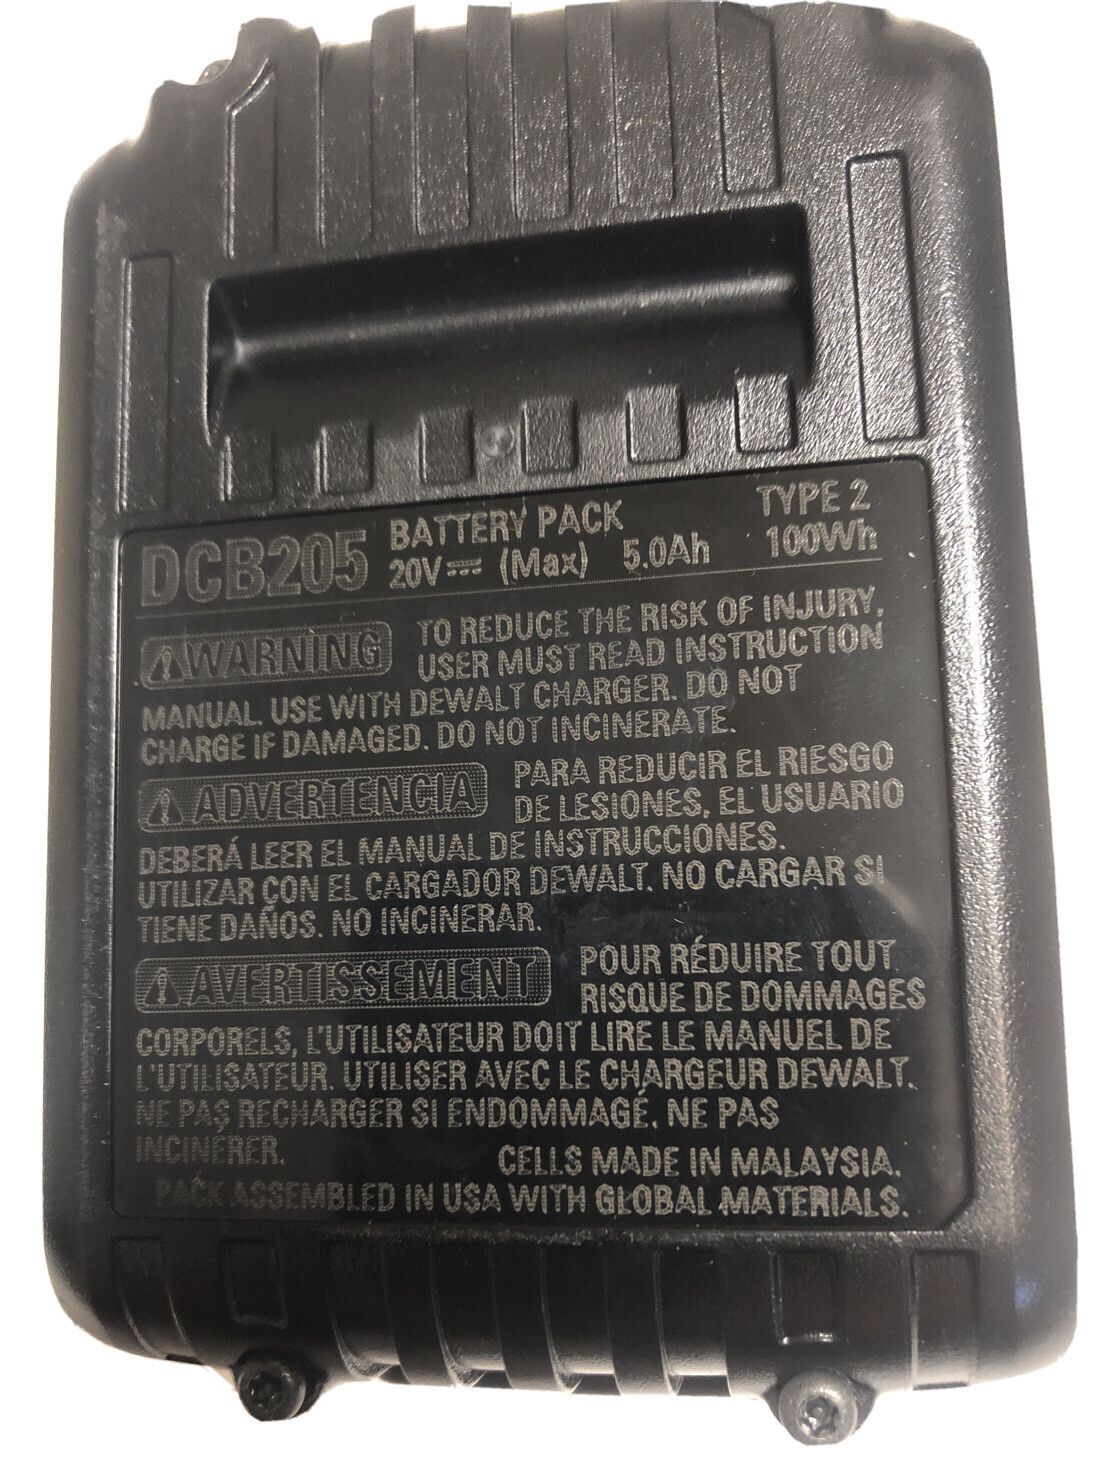 DCB205 BATTERY PACK TYPE 2
20V⎓ (Max) 5.0Ah 100Wh
⚠WARNING TO REDUCE THE RISK OF INJURY,
USER MUST READ INSTRUCTION
MANUAL. USE WITH DEWALT CHARGER. DO NOT
CHARGE IF DAMAGED. DO NOT INCINERATE.
⚠ADVERTENCIA PARA REDUCIR EL RIESGO
DE LESIONES, EL USUARIO
DEBERÁ LEER EL MANUAL DE INSTRUCCIONES.
UTILIZAR CON EL CARGADOR DEWALT. NO CARGAR SI
TIENE DAÑOS. NO INCINERAR.
⚠AVERTISSEMENT POUR RÉDUIRE TOUT
RISQUE DE DOMMAGES
CORPORELS, L'UTILISATEUR DOIT LIRE LE MANUEL DE
L'UTILISATEUR. UTILISER AVEC LE CHARGEUR DEWALT.
NE PAS RECHARGER SI ENDOMMAGÉ. NE PAS
INCINÉRER. CELLS MADE IN MALAYSIA.
PACK ASSEMBLED IN USA WITH GLOBAL MATERIALS.